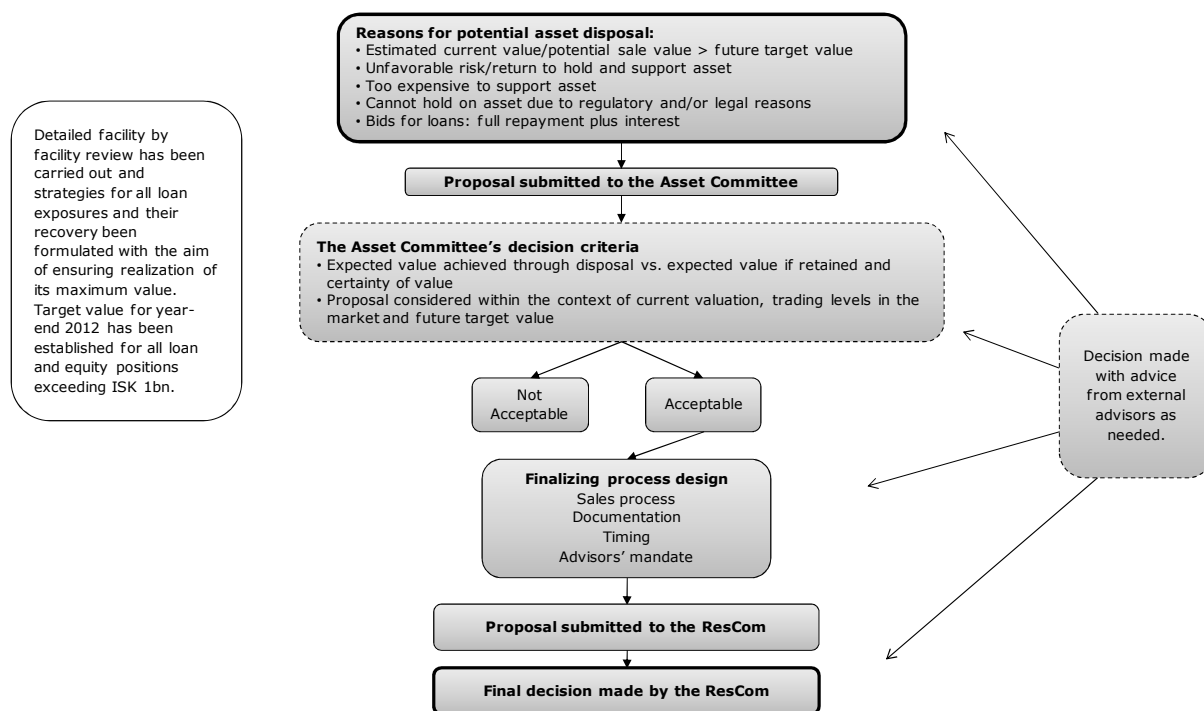 Reasons for potential asset disposal:
• Estimated current value/potential sale value > future target value
• Unfavorable risk/return to hold and support asset
• Too expensive to support asset
• Cannot hold on asset due to regulatory and/or legal reasons
• Bids for loans: full repayment plus interest
Detailed facility by
facility review has been
carried out and
strategies for all loan
exposures and their
recovery been
formulated with the aim
of ensuring realization of
its maximum value.
Target value for year-
end 2012 has been
established for all loan
and equity positions
exceeding ISK 1bn.
Proposal submitted to the Asset Committee
The Asset Committee’s decision criteria
• Expected value achieved through disposal vs. expected value if retained and
certainty of value
• Proposal considered within the context of current valuation, trading levels in the
market and future target value
Decision made
with advice
from external
advisors as
needed.
Not
Acceptable
Acceptable
Finalizing process design
Sales process
Documentation
Timing
Advisors’ mandate
Proposal submitted to the ResCom
Final decision made by the ResCom